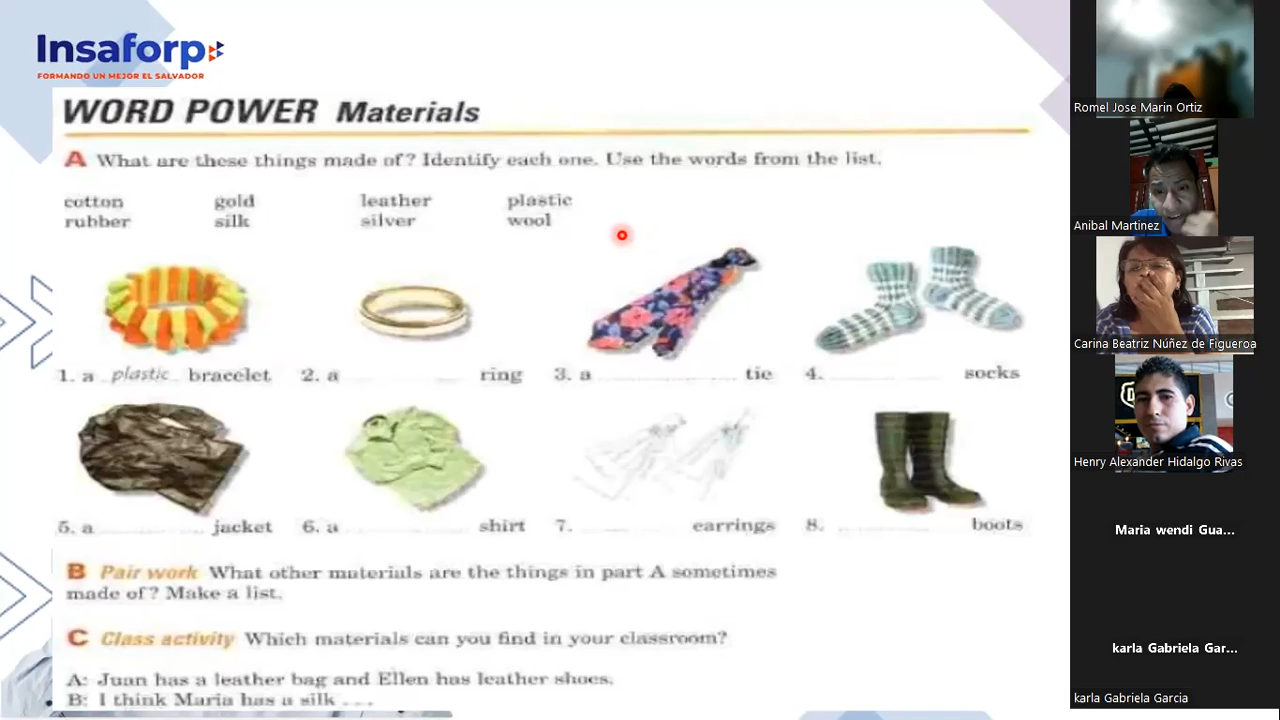 Insaforp
FORMANDO UN MEJOR EL SALVADOR
WORD POWER Materials
A What are these things made of? Identify each one. Use the words from the list.
cotton gold leather plastic
rubber silk silver wool
1. a plastic bracelet 2. a ring 3. a tie 4. socks
5. a jacket 6. a shirt 7. earrings 8. boots
B Pair work What other materials are the things in part A sometimes
made of? Make a list.
C Class activity Which materials can you find in your classroom?
A: Juan has a leather bag and Ellen has leather shoes.
B: I think Maria has a silk . . .
Romel Jose Marin Ortiz
Anibal Martinez
Carina Beatriz Núñez de Figueroa
Henry Alexander Hidalgo Rivas
Maria wendi Gua...
karla Gabriela Gar...
karla Gabriela Garcia